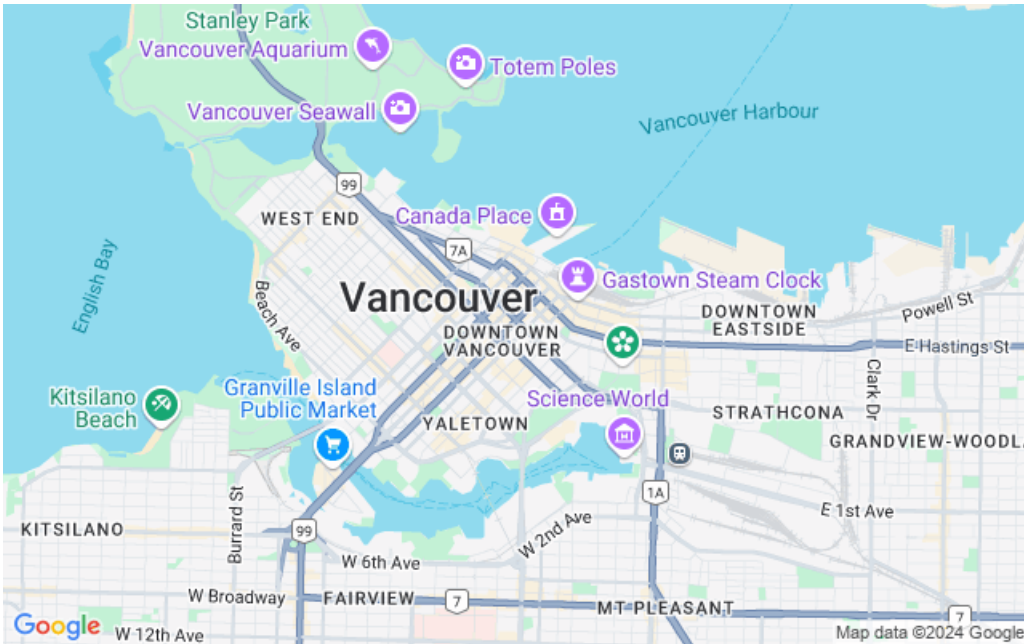 Stanley Park
Vancouver Aquarium
Totem Poles
Vancouver Seawall
Vancouver Harbour
99
WEST END
Canada Place
7A
English Bay
Gastown Steam Clock
Vancouver
Beach Ave
DOWNTOWN
EASTSIDE
Powell St
DOWNTOWN
VANCOUVER
E Hastings St
Clark Dr
Granville Island
Public Market
Kitsilano
Beach
Science World
YALETOWN
STRATHCONA
GRANDVIEW-WOODLA
Burrard St
1A
E 1st Ave
KITSILANO
99
W 2nd Ave
W 6th Ave
W Broadway
FAIRVIEW
7
MT PLEASANT
7
Google
W 12th Ave
Map data ©2024 Google